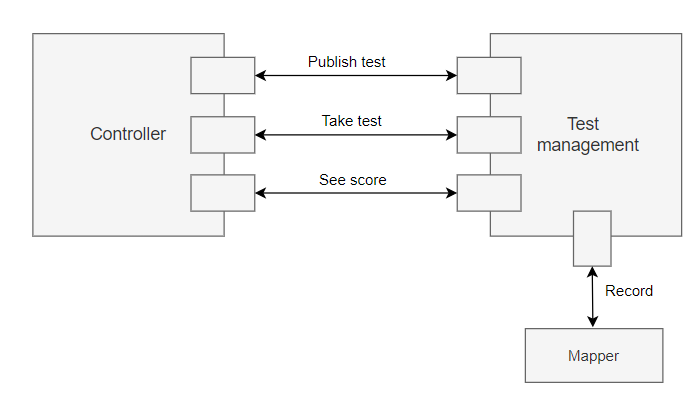 Publish test
Controller
Take test
Test
management
See score
Record
Mapper